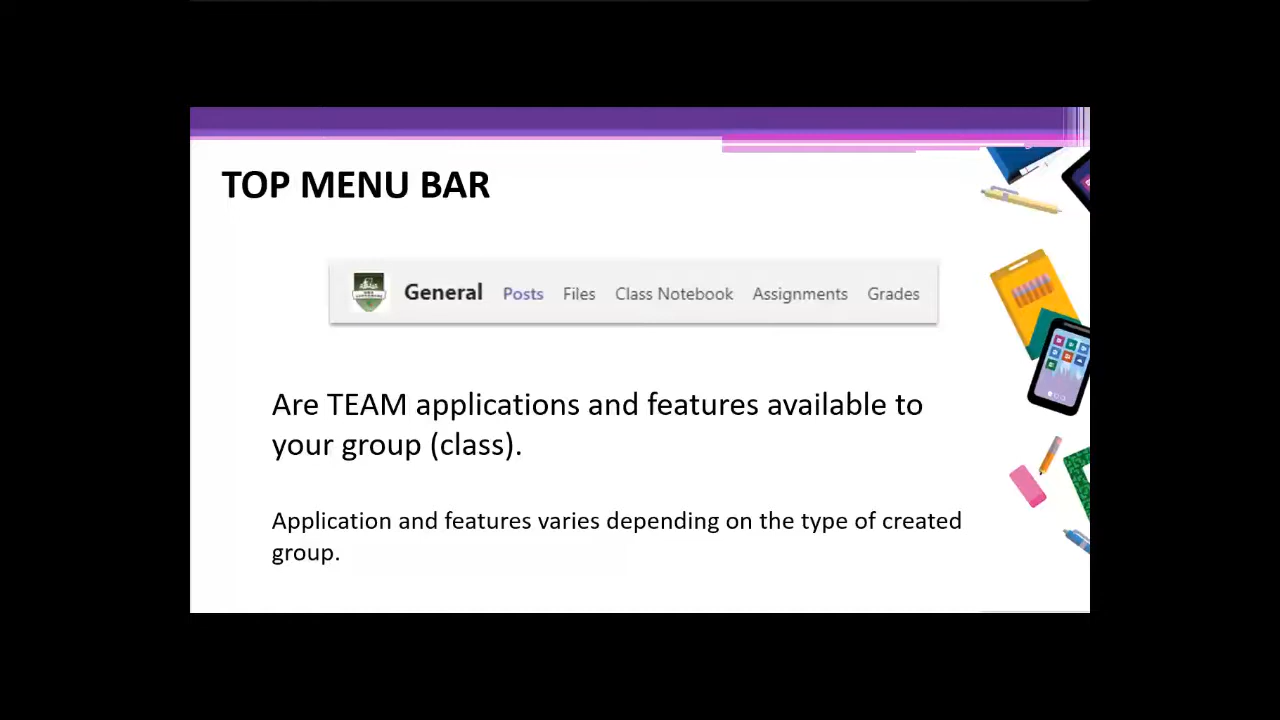 TOP MENU BAR
General Posts Files Class Notebook Assignments Grades
Are TEAM applications and features available to
your group (class).
Application and features varies depending on the type of created
group.